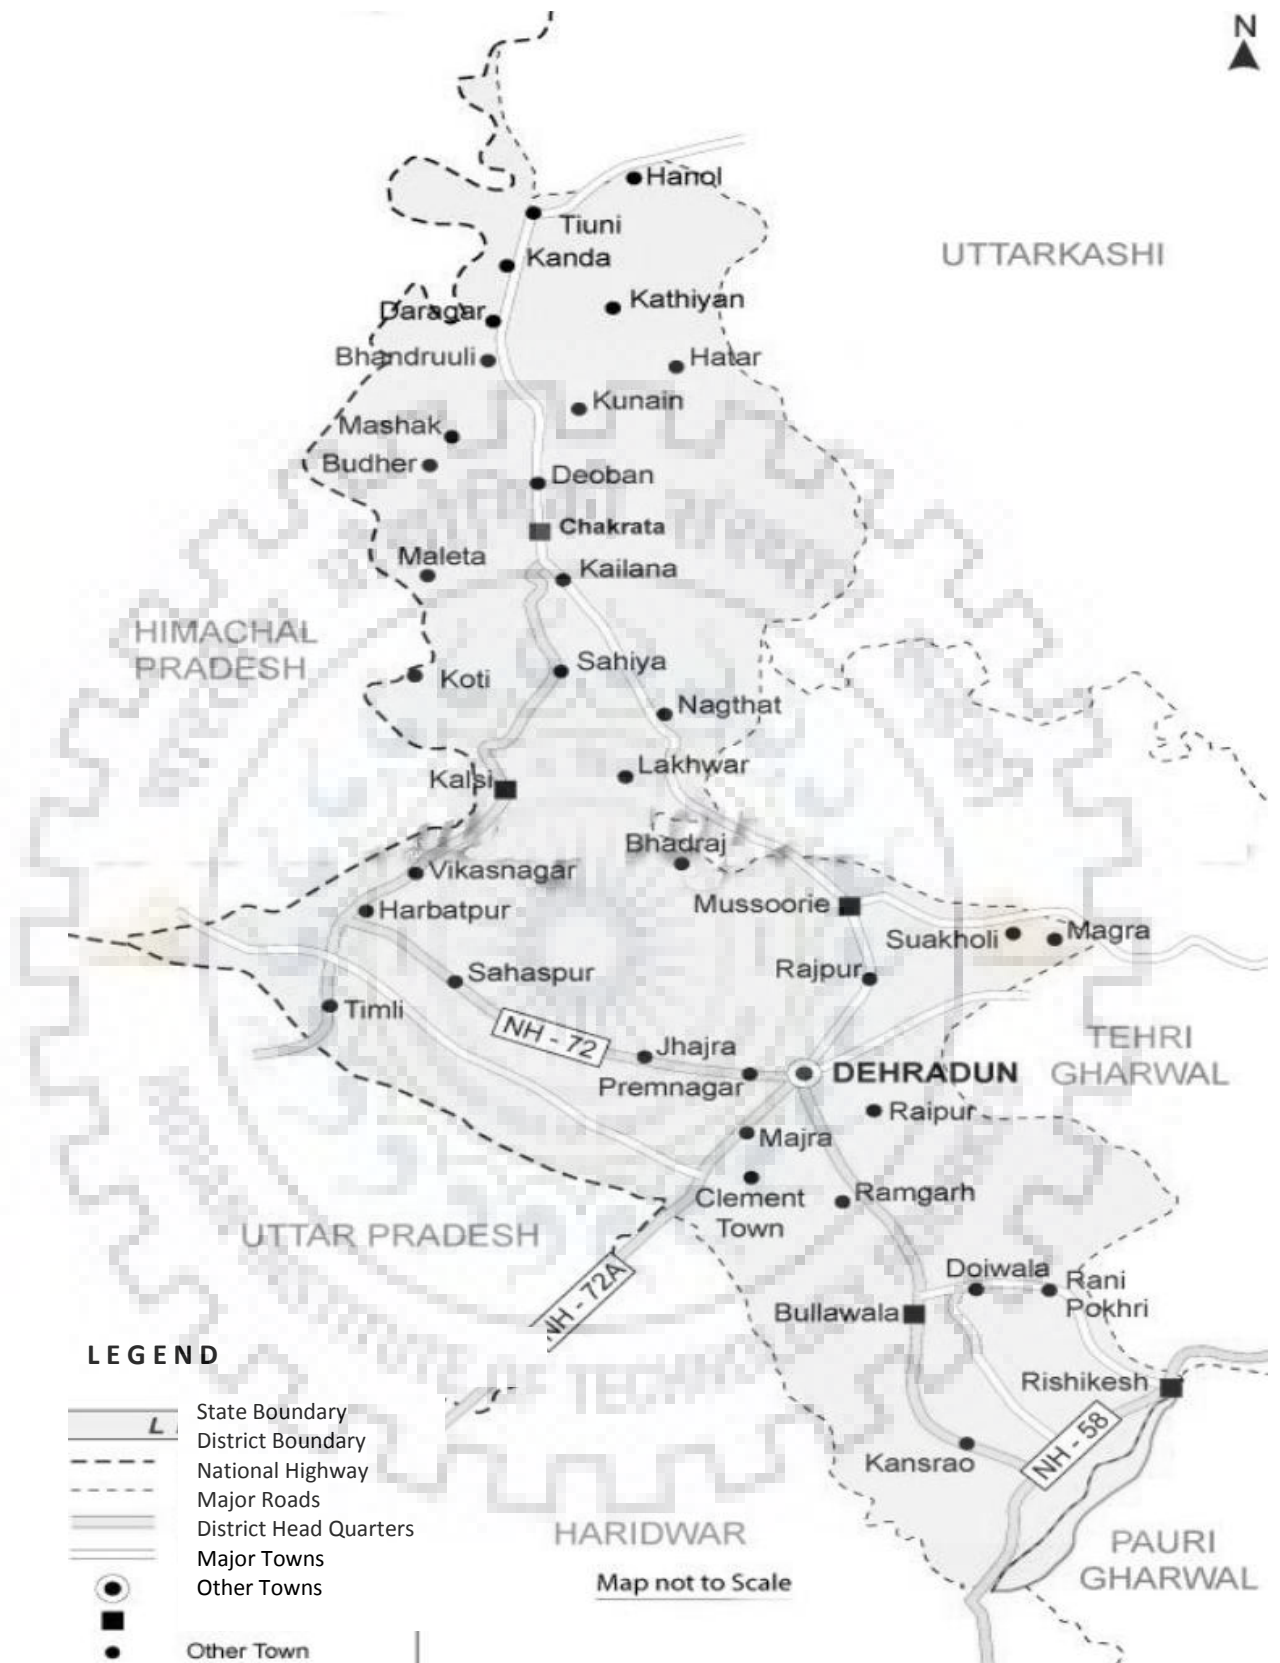 N
Hanol
Tiuni
UTTARKASHI
Kanda
Kathiyan
Daragar
Bhandruuli
Hatar
Kunain
Mashak
Budher
Deoban
Chakrata
Maleta
Kailana
HIMACHAL
PRADESH
Sahiya
Koti
Nagthat
Lakhwar
Kalsi
Bhadraj
Vikasnagar
Mussoorie
Harbatpur
Suakholi
Magra
Sahaspur
Rajpur
Timli
NH - 72
Jhajra
TEHRI
GHARWAL
Premnagar
DEHRADUN
Raipur
Majra
Clement
Town
Ramgarh
UTTAR PRADESH
NH - 72A
Doiwala
Rani
Pokhri
Bullawala
Rishikesh
NH - 58
Kansrao
HARIDWAR
PAURI
GHARWAL
Map not to Scale
LEGEND
L
State Boundary
District Boundary
National Highway
Major Roads
District Head Quarters
Major Towns
Other Towns
Other Town